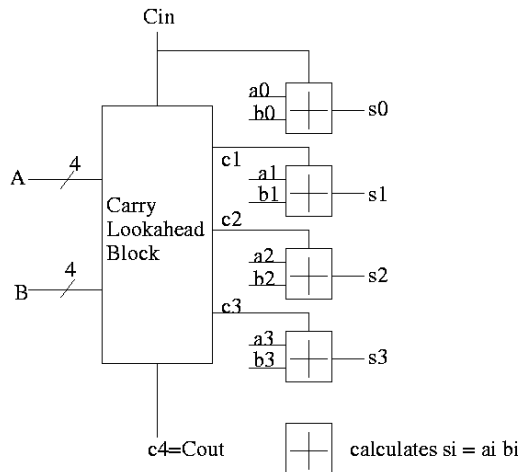 Cin
a0
b0
s0
4
A
c1
a1
b1
s1
Carry
Lookahead
Block
c2
a2
b2
s2
4
B
c3
a3
b3
s3
c4=Cout
calculates si = ai bi